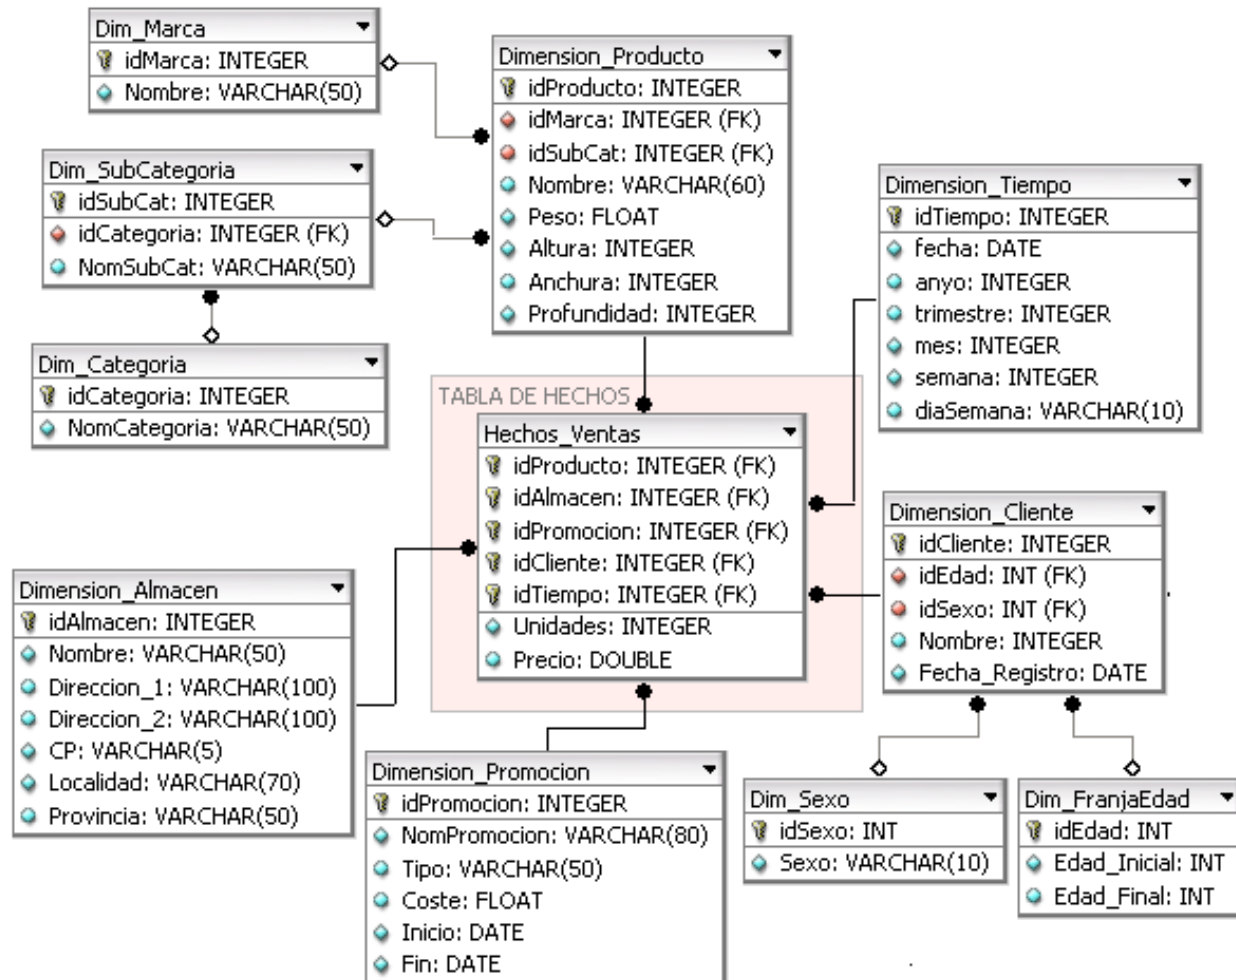 Dim_Marca
idMarca: INTEGER
Nombre: VARCHAR(50)
Dimension_Producto
idProducto: INTEGER
idMarca: INTEGER (FK)
idSubCat: INTEGER (FK)
Nombre: VARCHAR(60)
Peso: FLOAT
Altura: INTEGER
Anchura: INTEGER
Profundidad: INTEGER
Dim_SubCategoria
idSubCat: INTEGER
idCategoria: INTEGER (FK)
NomSubCat: VARCHAR(50)
Dimension_Tiempo
idTiempo: INTEGER
fecha: DATE
anyo: INTEGER
trimestre: INTEGER
mes: INTEGER
semana: INTEGER
diaSemana: VARCHAR(10)
Dim_Categoria
idCategoria: INTEGER
NomCategoria: VARCHAR(50)
TABLA DE HECHOS
Hechos_Ventas
idProducto: INTEGER (FK)
idAlmacen: INTEGER (FK)
idPromocion: INTEGER (FK)
idCliente: INTEGER (FK)
idTiempo: INTEGER (FK)
Unidades: INTEGER
Precio: DOUBLE
Dimension_Cliente
idCliente: INTEGER
idEdad: INT (FK)
idSexo: INT (FK)
Nombre: INTEGER
Fecha_Registro: DATE
Dimension_Almacen
idAlmacen: INTEGER
Nombre: VARCHAR(50)
Direccion_1: VARCHAR(100)
Direccion_2: VARCHAR(100)
CP: VARCHAR(5)
Localidad: VARCHAR(70)
Provincia: VARCHAR(50)
Dimension_Promocion
idPromocion: INTEGER
NomPromocion: VARCHAR(80)
Tipo: VARCHAR(50)
Coste: FLOAT
Inicio: DATE
Fin: DATE
Dim_Sexo
idSexo: INT
Sexo: VARCHAR(10)
Dim_FranjaEdad
idEdad: INT
Edad_Inicial: INT
Edad_Final: INT